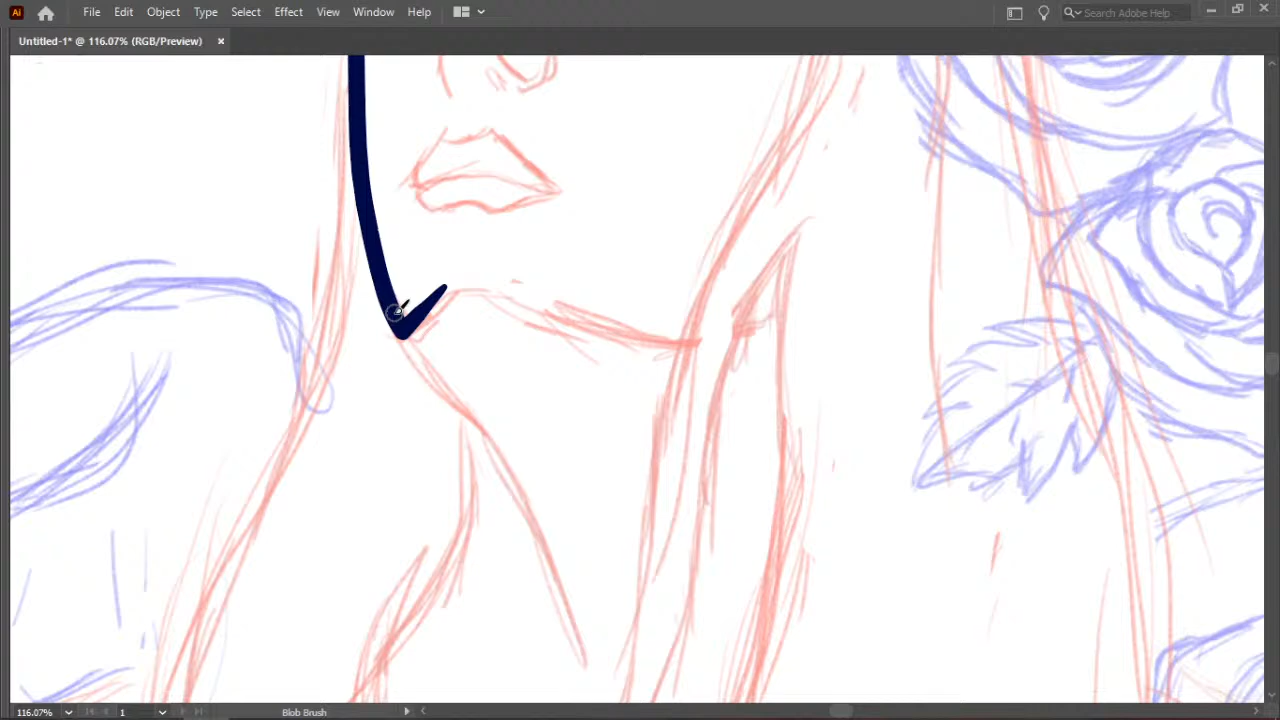 Ai File Edit Object Type Select Effect View Window Help Search Adobe Help
Untitled-1* @ 116.07% (RGB/Preview) ×
116.07% 1 Blob Brush